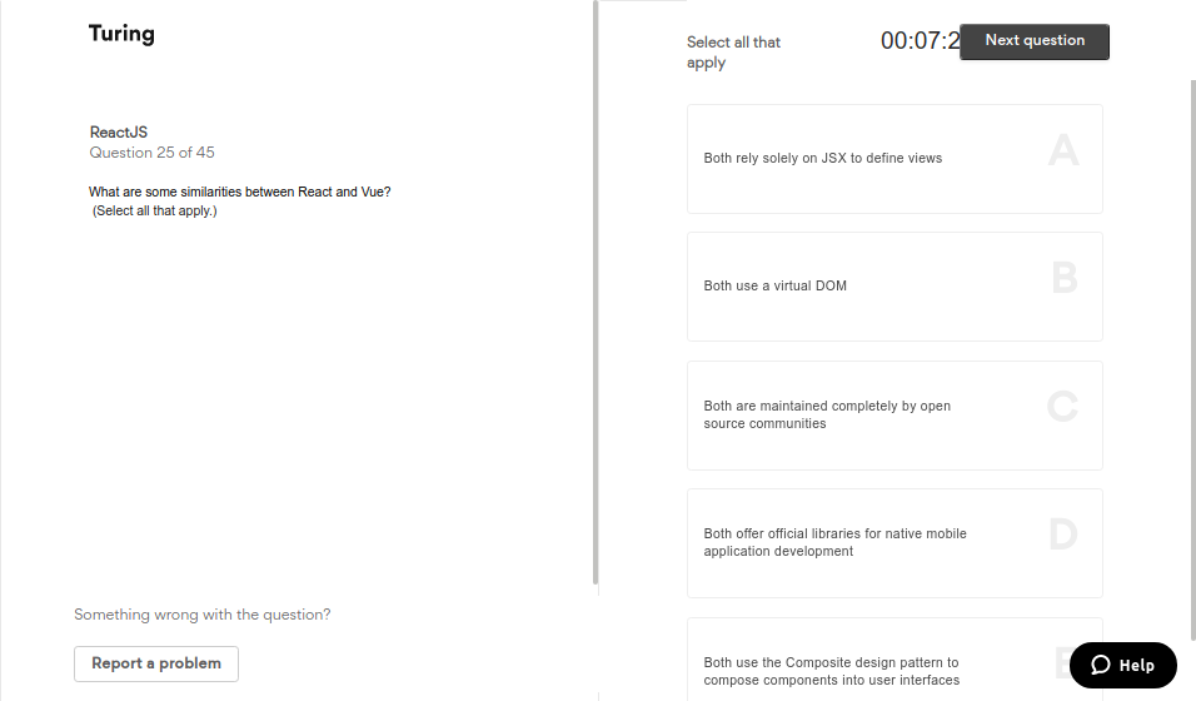 Turing
ReactJS
Question 25 of 45
What are some similarities between React and Vue?
(Select all that apply.)
Something wrong with the question?
Report a problem
Select all that
apply
00:07:2
Next question
Both rely solely on JSX to define views
A
Both use a virtual DOM
B
Both are maintained completely by open
source communities
C
Both offer official libraries for native mobile
application development
D
Both use the Composite design pattern to
compose components into user interfaces
E
Help